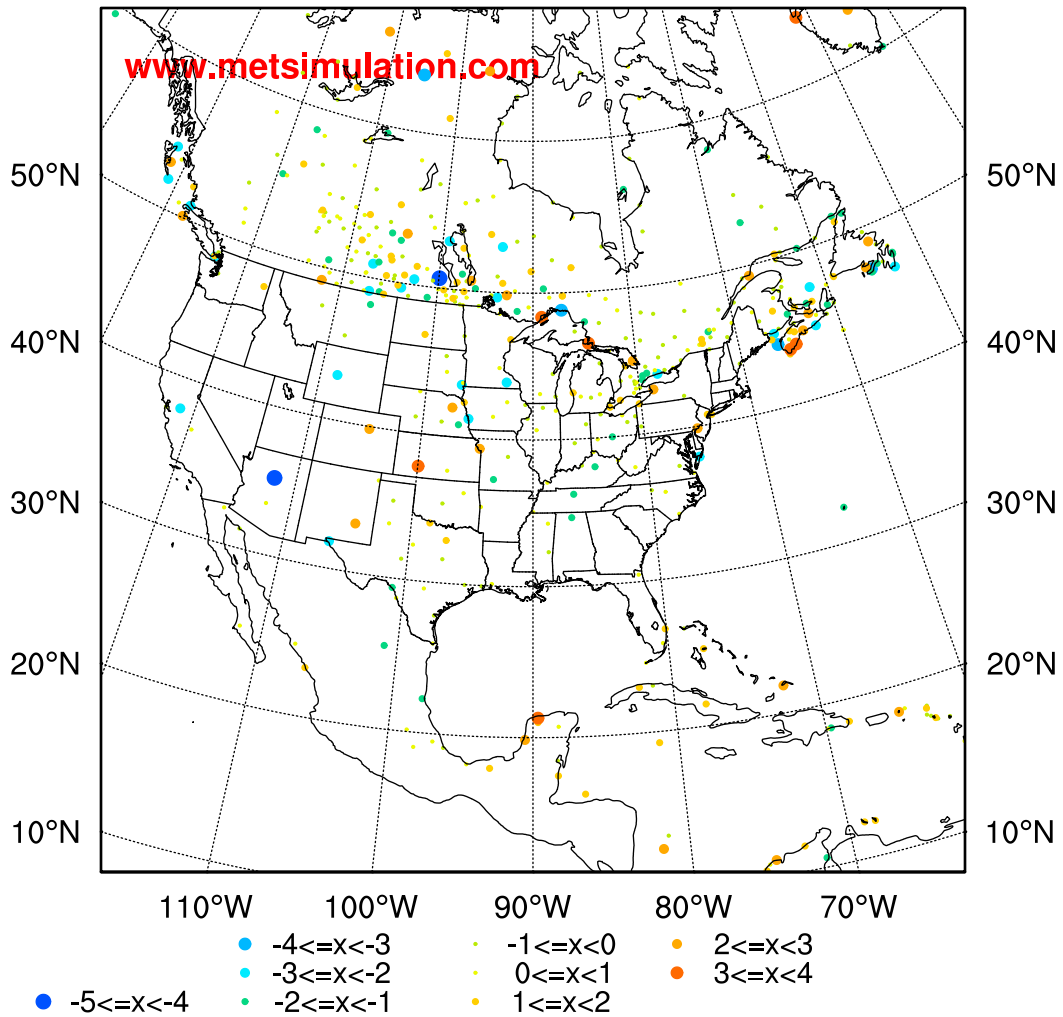 www.metsimulation.com
50°N 50°N
40°N 40°N
30°N 30°N
20°N 20°N
10°N 10°N
110°W 100°W 90°W 80°W 70°W
-4<=x<-3 -1<=x<0 2<=x<3
-3<=x<-2 0<=x<1 3<=x<4
-5<=x<-4 -2<=x<-1 1<=x<2